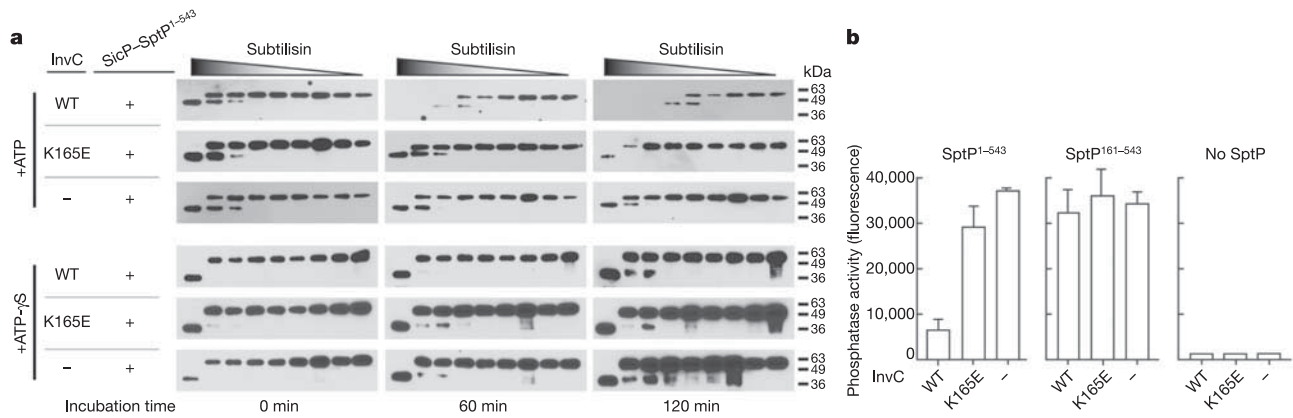 a
InvC SicP–SptP1–543 Subtilisin Subtilisin Subtilisin kDa
+ATP
WT + 63 49 36
K165E + 63 49 36
– + 63 49 36
+ATP-γS
WT + 63 49 36
K165E + 63 49 36
– + 63 49 36
Incubation time 0 min 60 min 120 min
b
SptP1–543 SptP161–543 No SptP
Phosphatase activity (fluorescence)
40,000
30,000
20,000
10,000
0
InvC WT K165E – WT K165E – WT K165E –